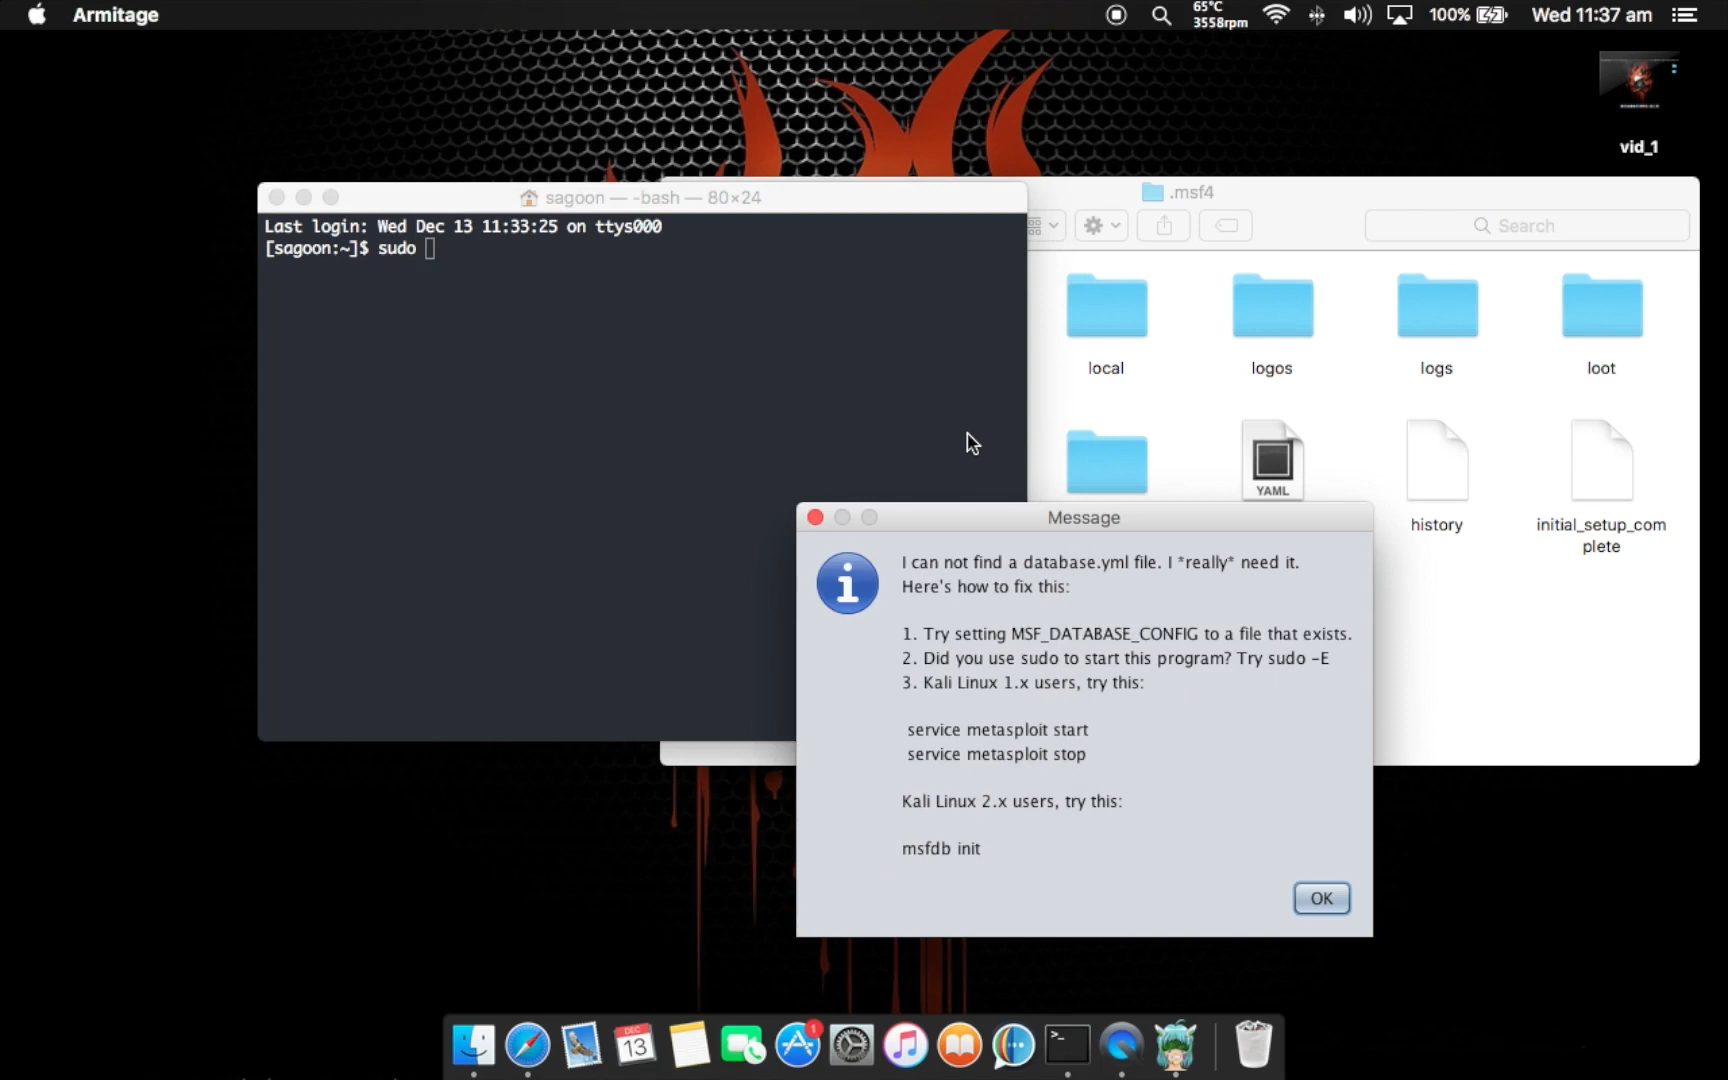 Armitage
65°C
3558rpm
100%
Wed 11:37 am
vid_1
sagoon — -bash — 80×24
Last login: Wed Dec 13 11:33:25 on ttys000
[sagoon:~]$ sudo
.msf4
Search
local
logos
logs
loot
YAML
history
initial_setup_com
plete
Message
I can not find a database.yml file. I *really* need it.
Here's how to fix this:
1. Try setting MSF_DATABASE_CONFIG to a file that exists.
2. Did you use sudo to start this program? Try sudo -E
3. Kali Linux 1.x users, try this:
service metasploit start
service metasploit stop
Kali Linux 2.x users, try this:
msfdb init
OK
DEC
13
1
>_